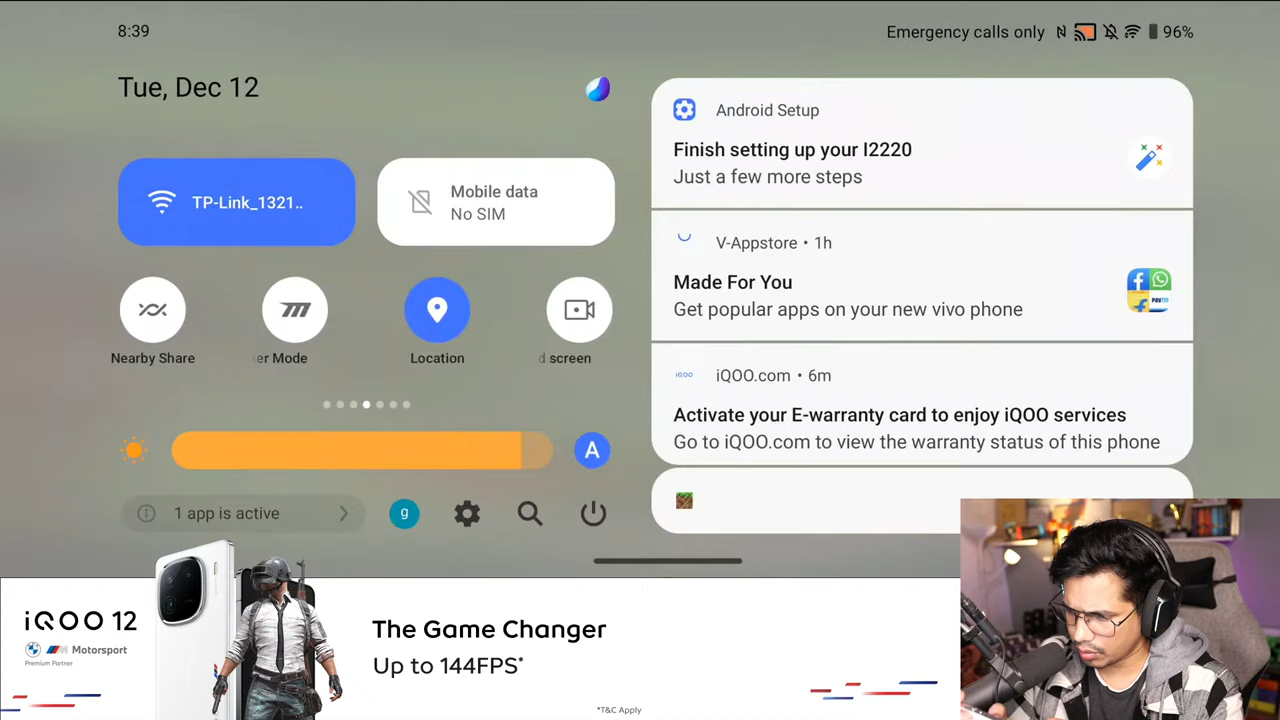 8:39
Emergency calls only
96%
Tue, Dec 12
TP-Link_1321..
Mobile data
No SIM
Nearby Share
er Mode
Location
d screen
A
1 app is active
g
Android Setup
Finish setting up your I2220
Just a few more steps
V-Appstore • 1h
Made For You
Get popular apps on your new vivo phone
iQOO iQOO.com • 6m
Activate your E-warranty card to enjoy iQOO services
Go to iQOO.com to view the warranty status of this phone
iQOO 12
Motorsport
Premium Partner
The Game Changer
Up to 144FPS*
*T&C Apply